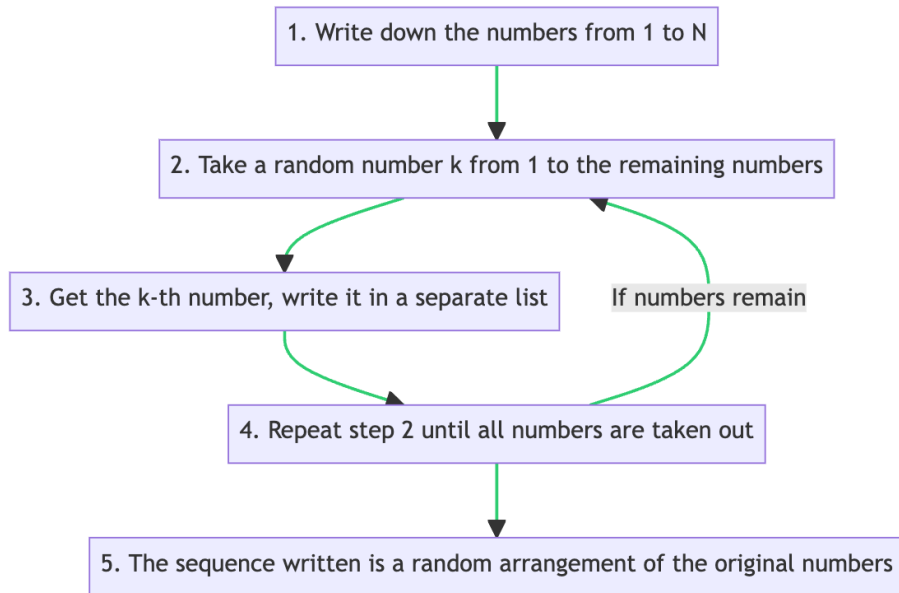 1. Write down the numbers from 1 to N
2. Take a random number k from 1 to the remaining numbers
3. Get the k-th number, write it in a separate list
If numbers remain
4. Repeat step 2 until all numbers are taken out
5. The sequence written is a random arrangement of the original numbers